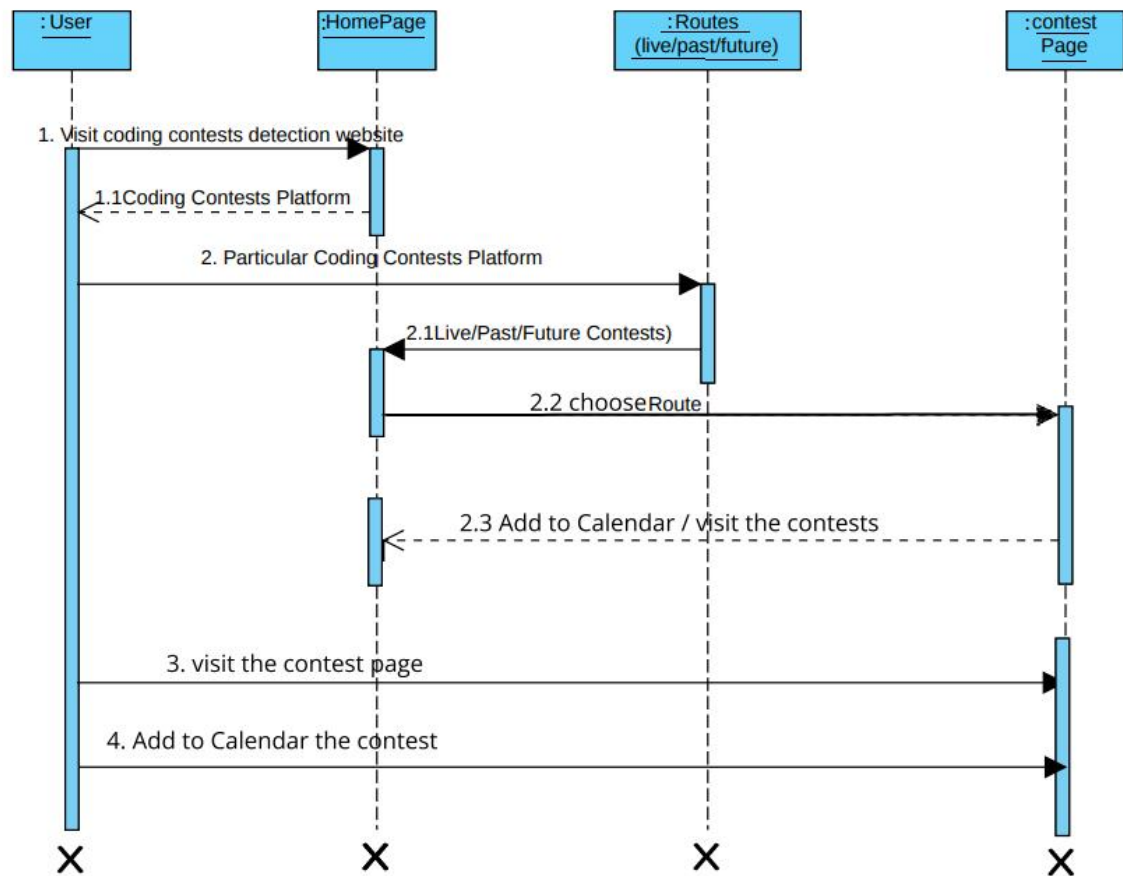 :User
:HomePage
:Routes
(live/past/future)
:contest
Page
1. Visit coding contests detection website
1.1Coding Contests Platform
2. Particular Coding Contests Platform
2.1Live/Past/Future Contests)
2.2 chooseRoute
2.3 Add to Calendar / visit the contests
3. visit the contest page
4. Add to Calendar the contest